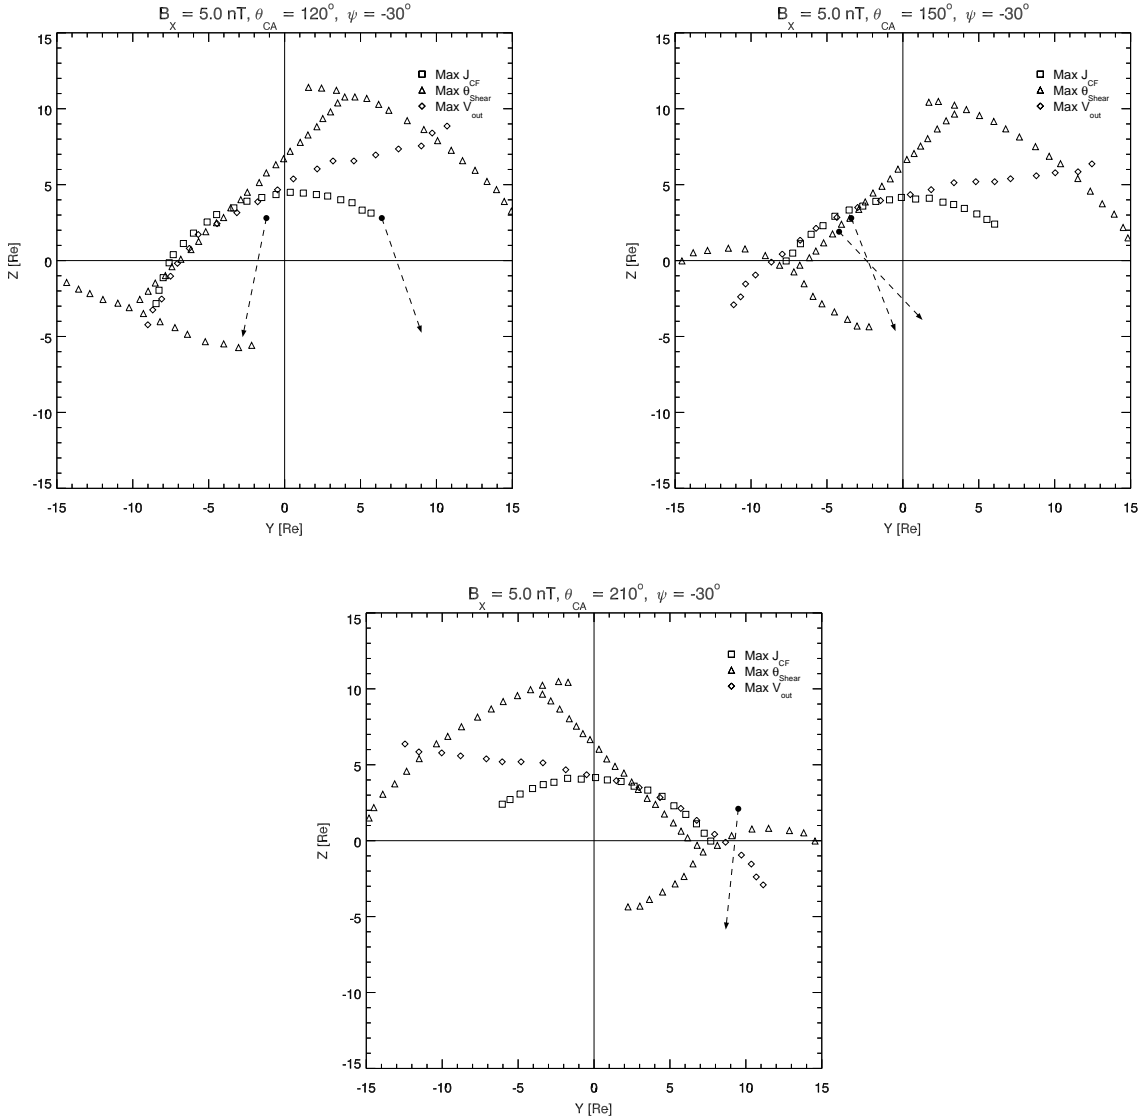 B_X = 5.0 nT, θ_CA = 120°, ψ = -30°
15
10
5
0
-5
-10
-15
Z [Re]
□ Max J_CF
△ Max θ_Shear
◇ Max V_out
-15 -10 -5 0 5 10 15
Y [Re]
B_X = 5.0 nT, θ_CA = 150°, ψ = -30°
15
10
5
0
-5
-10
-15
Z [Re]
□ Max J_CF
△ Max θ_Shear
◇ Max V_out
-15 -10 -5 0 5 10 15
Y [Re]
B_X = 5.0 nT, θ_CA = 210°, ψ = -30°
15
10
5
0
-5
-10
-15
Z [Re]
□ Max J_CF
△ Max θ_Shear
◇ Max V_out
-15 -10 -5 0 5 10 15
Y [Re]